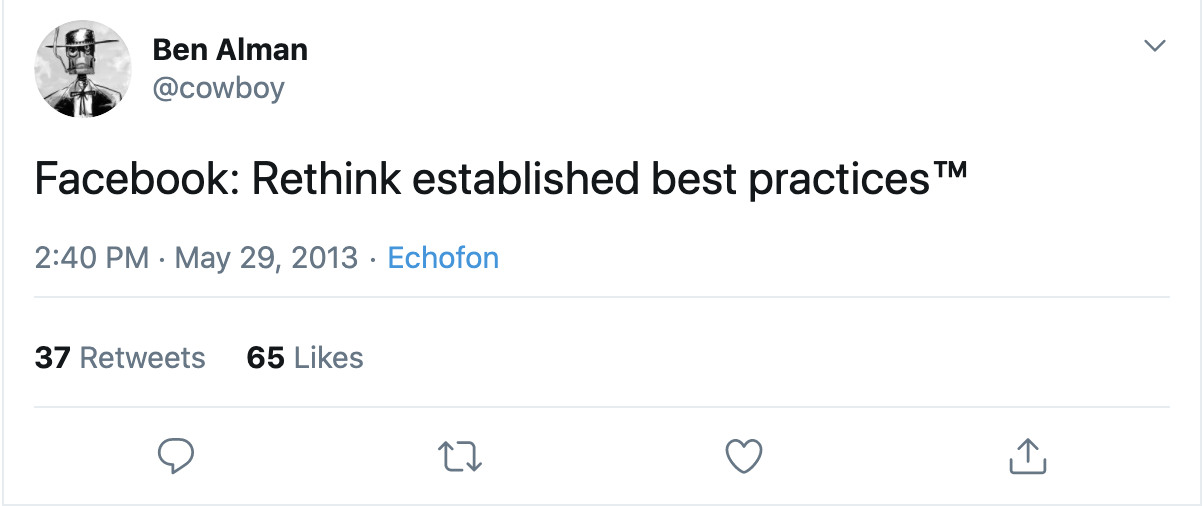 Ben Alman
@cowboy
Facebook: Rethink established best practices™
2:40 PM · May 29, 2013 · Echofon
37 Retweets 65 Likes